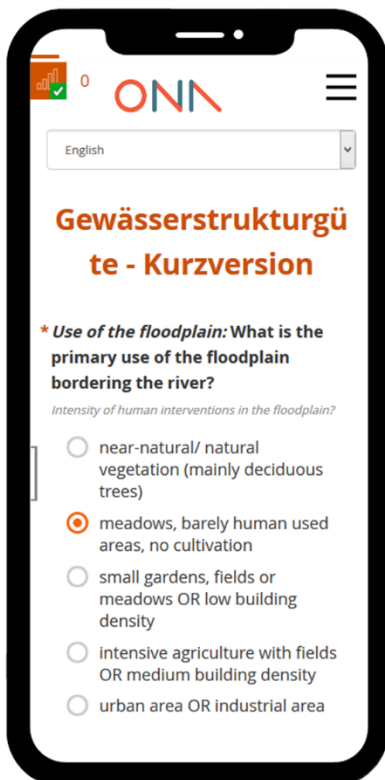 0
ONA
English
Gewässerstrukturgü
te - Kurzversion
* Use of the floodplain: What is the
primary use of the floodplain
bordering the river?
Intensity of human interventions in the floodplain?
near-natural/ natural
vegetation (mainly deciduous
trees)
meadows, barely human used
areas, no cultivation
small gardens, fields or
meadows OR low building
density
intensive agriculture with fields
OR medium building density
urban area OR industrial area